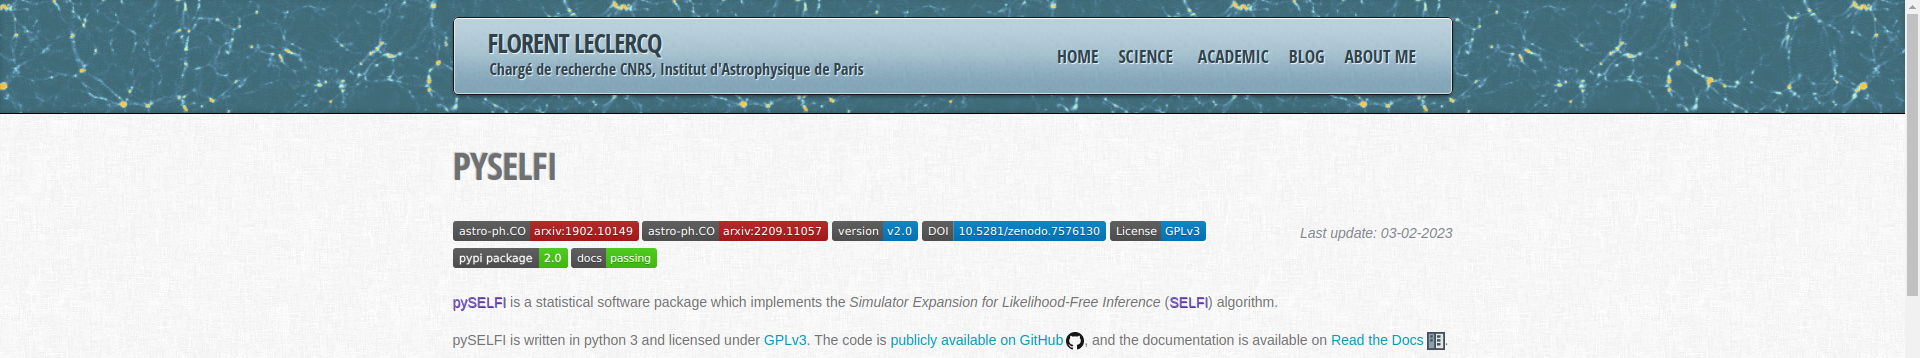 FLORENT LECLERCQ
Chargé de recherche CNRS, Institut d'Astrophysique de Paris
HOME SCIENCE ACADEMIC BLOG ABOUT ME
PYSELFI
astro-ph.CO arxiv:1902.10149 astro-ph.CO arxiv:2209.11057 version v2.0 DOI 10.5281/zenodo.7576130 License GPLv3
Last update: 03-02-2023
pypi package 2.0 docs passing
pySELFI is a statistical software package which implements the Simulator Expansion for Likelihood-Free Inference (SELFI) algorithm.
pySELFI is written in python 3 and licensed under GPLv3. The code is publicly available on GitHub, and the documentation is available on Read the Docs.